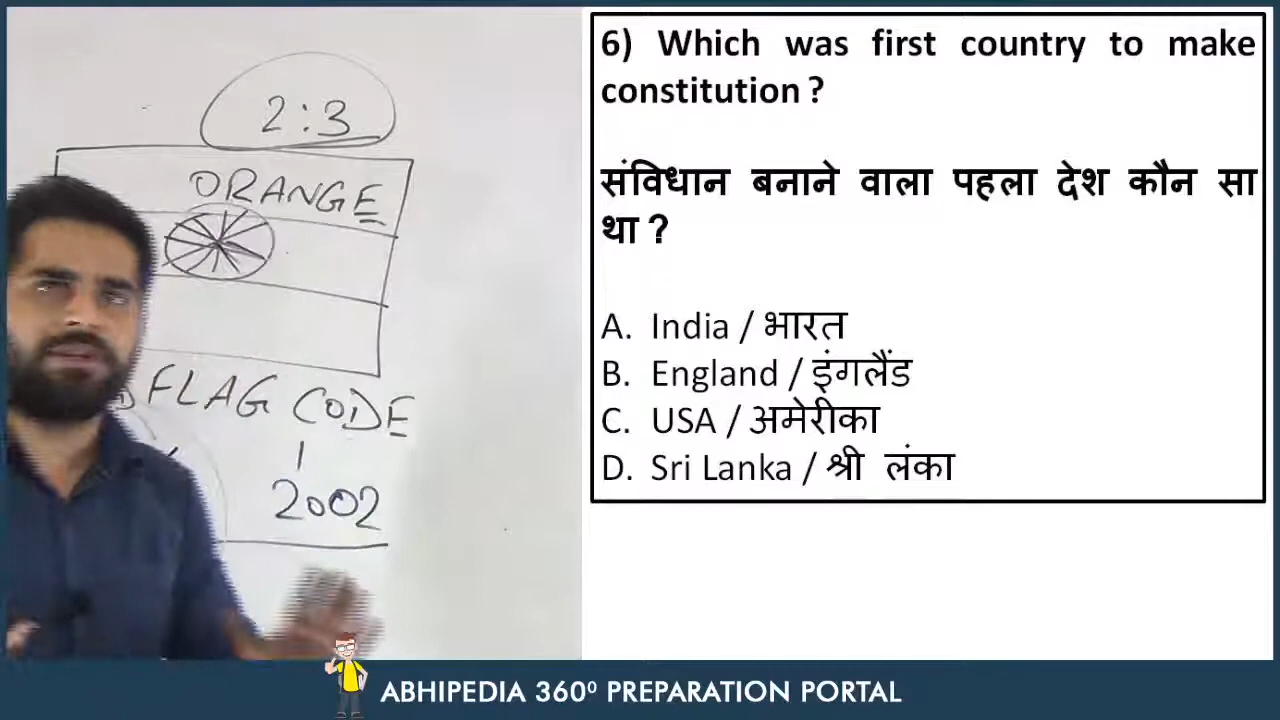 2:3
ORANGE
FLAG CODE
2002
6) Which was first country to make
constitution ?
संविधान बनाने वाला पहला देश कौन सा
था ?
A. India / भारत
B. England / इंगलैंड
C. USA / अमेरीका
D. Sri Lanka / श्री लंका
ABHIPEDIA 360⁰ PREPARATION PORTAL